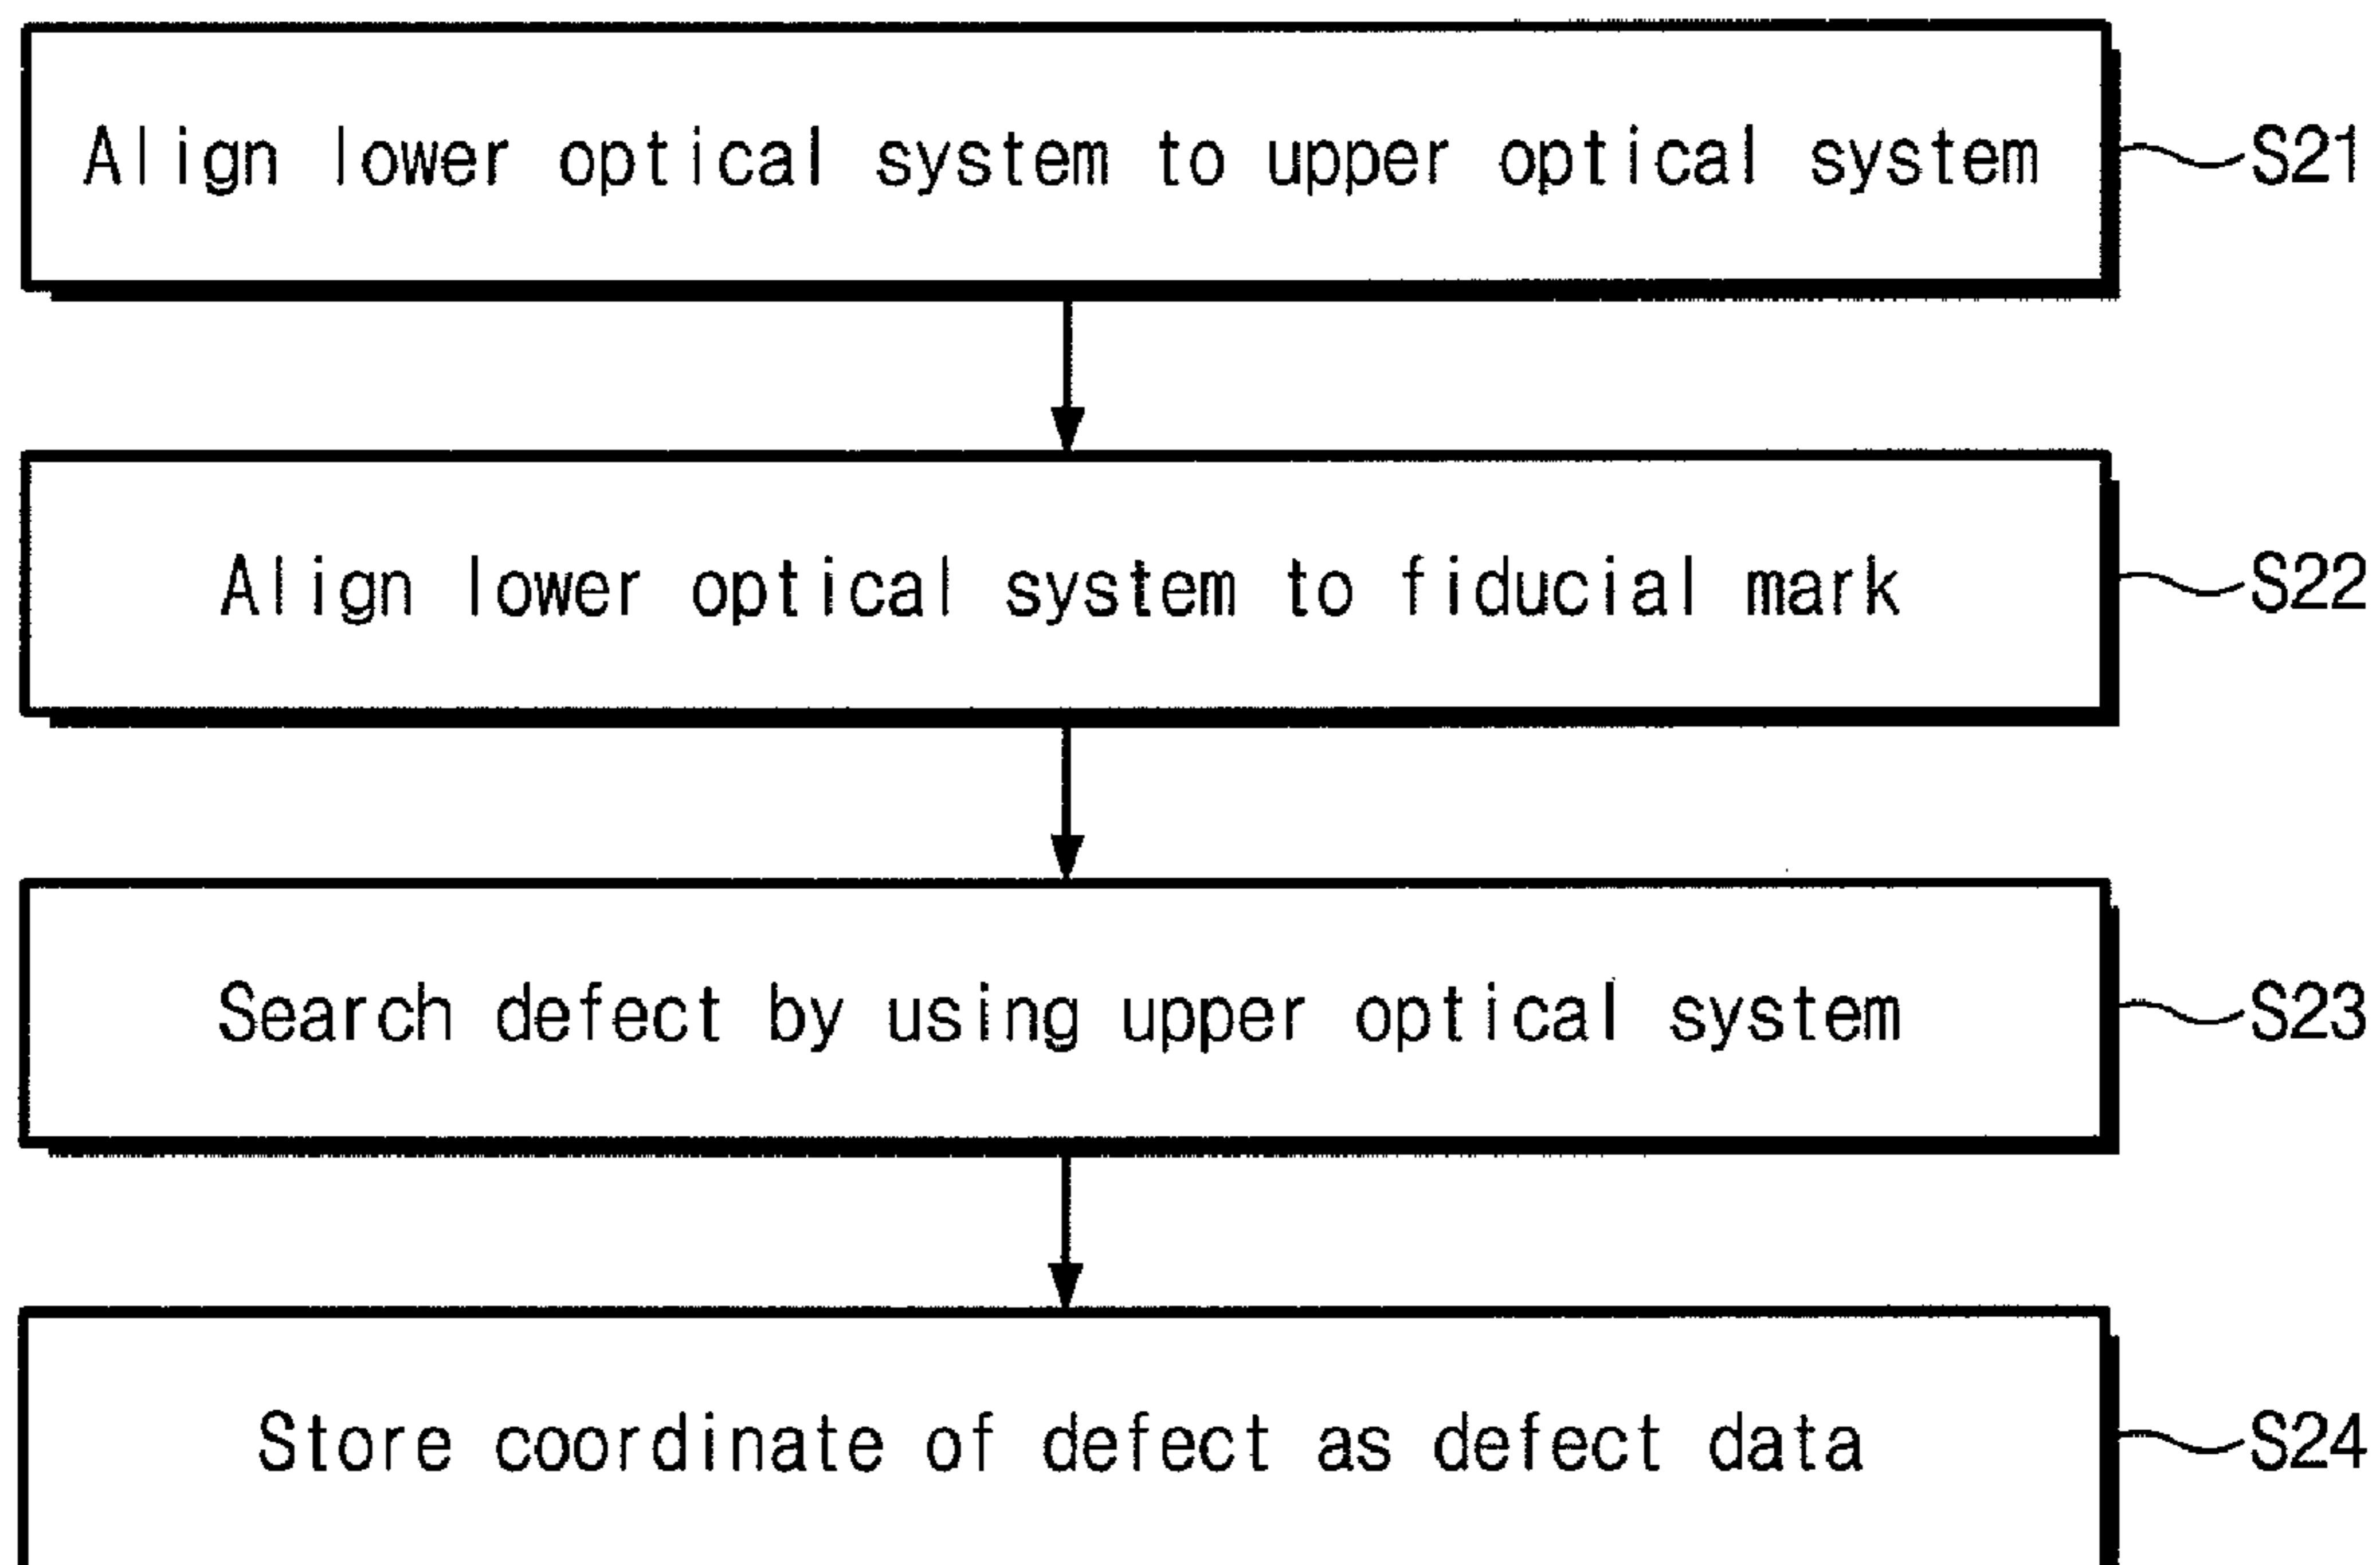 Align lower optical system to upper optical system
S21
Align lower optical system to fiducial mark
S22
Search defect by using upper optical system
S23
Store coordinate of defect as defect data
S24